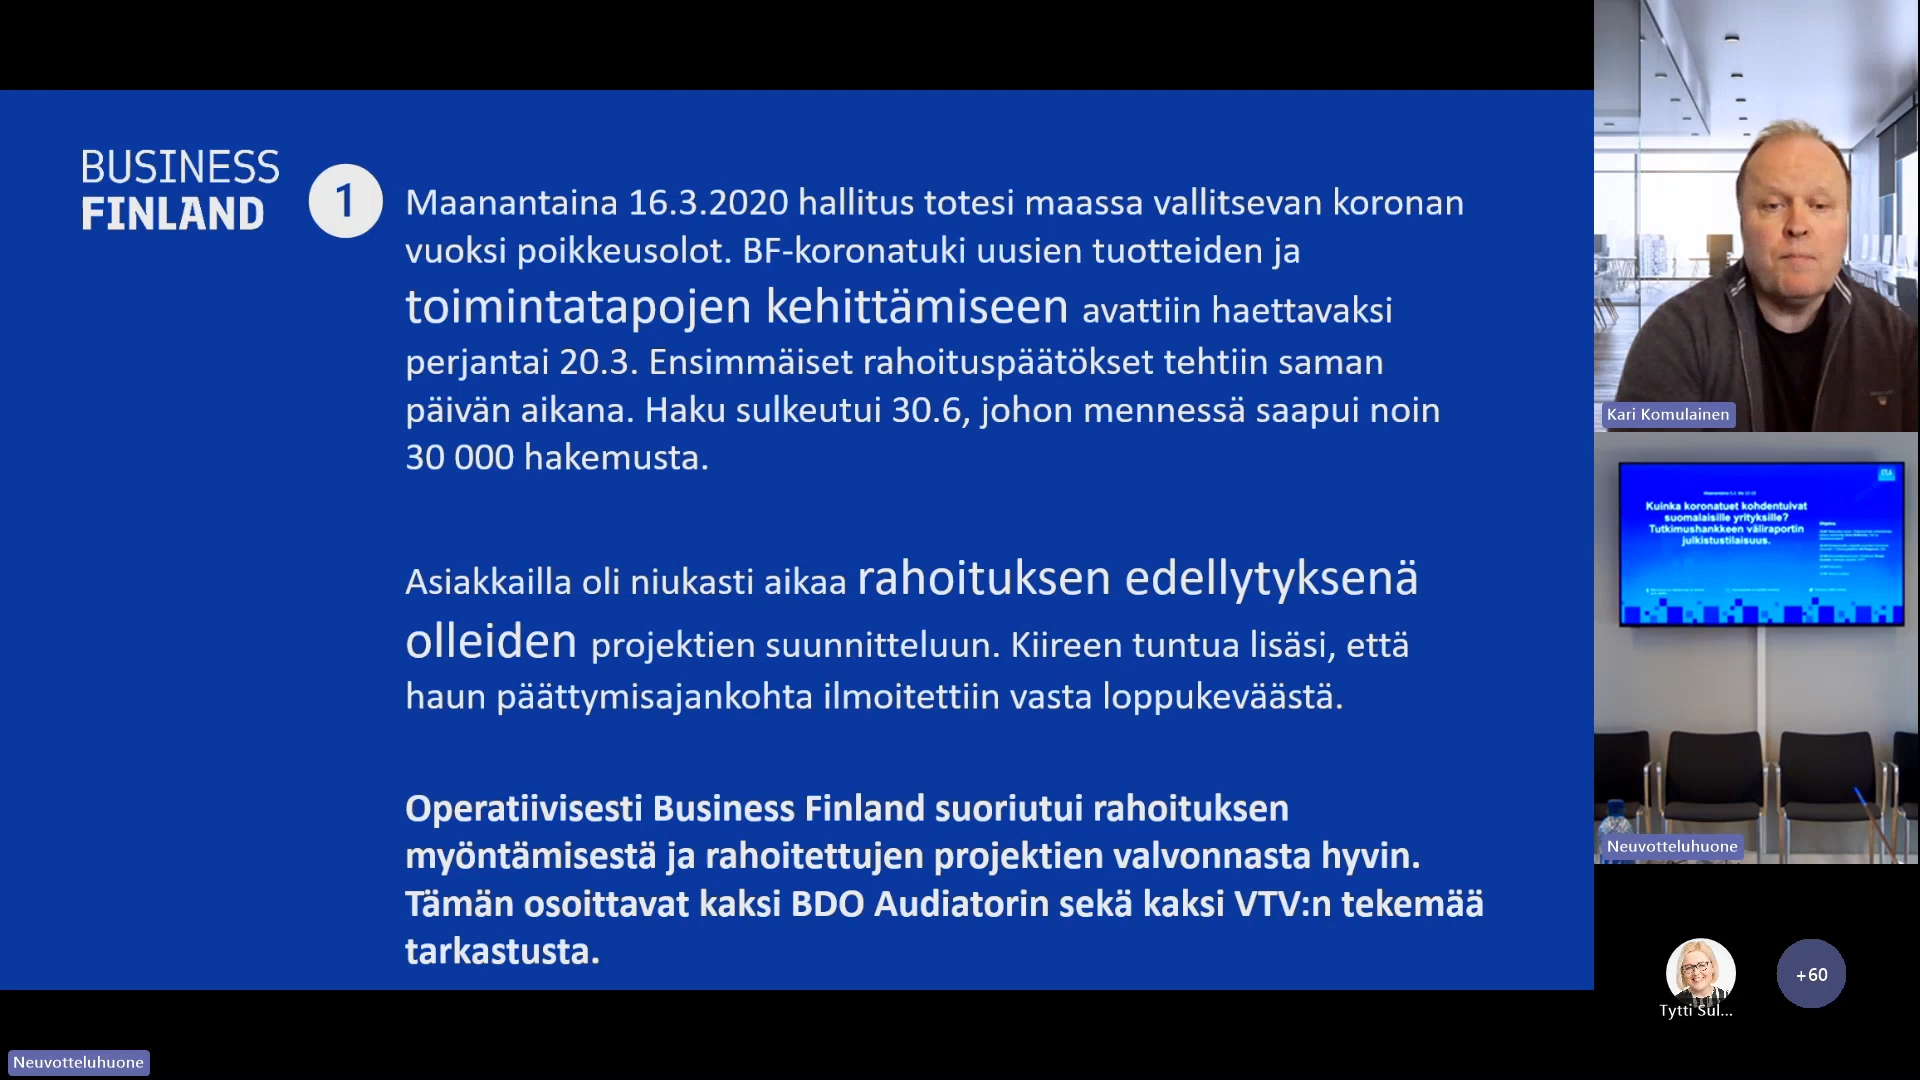 BUSINESS
FINLAND
1
Maanantaina 16.3.2020 hallitus totesi maassa vallitsevan koronan
vuoksi poikkeusolot. BF-koronatuki uusien tuotteiden ja
toimintatapojen kehittämiseen avattiin haettavaksi
perjantai 20.3. Ensimmäiset rahoituspäätökset tehtiin saman
päivän aikana. Haku sulkeutui 30.6, johon mennessä saapui noin
30 000 hakemusta.
Asiakkailla oli niukasti aikaa rahoituksen edellytyksenä
olleiden projektien suunnitteluun. Kiireen tuntua lisäsi, että
haun päättymisajankohta ilmoitettiin vasta loppukeväästä.
Operatiivisesti Business Finland suoriutui rahoituksen
myöntämisestä ja rahoitettujen projektien valvonnasta hyvin.
Tämän osoittavat kaksi BDO Audiatorin sekä kaksi VTV:n tekemää
tarkastusta.
Kari Komulainen
Kuinka koronatuet kohdentuivat
suomalaisille yrityksille?
Tutkimushankkeen väliraportin
julkistustilaisuus.
Neuvotteluhuone
Tytti Sul...
+60
Neuvotteluhuone